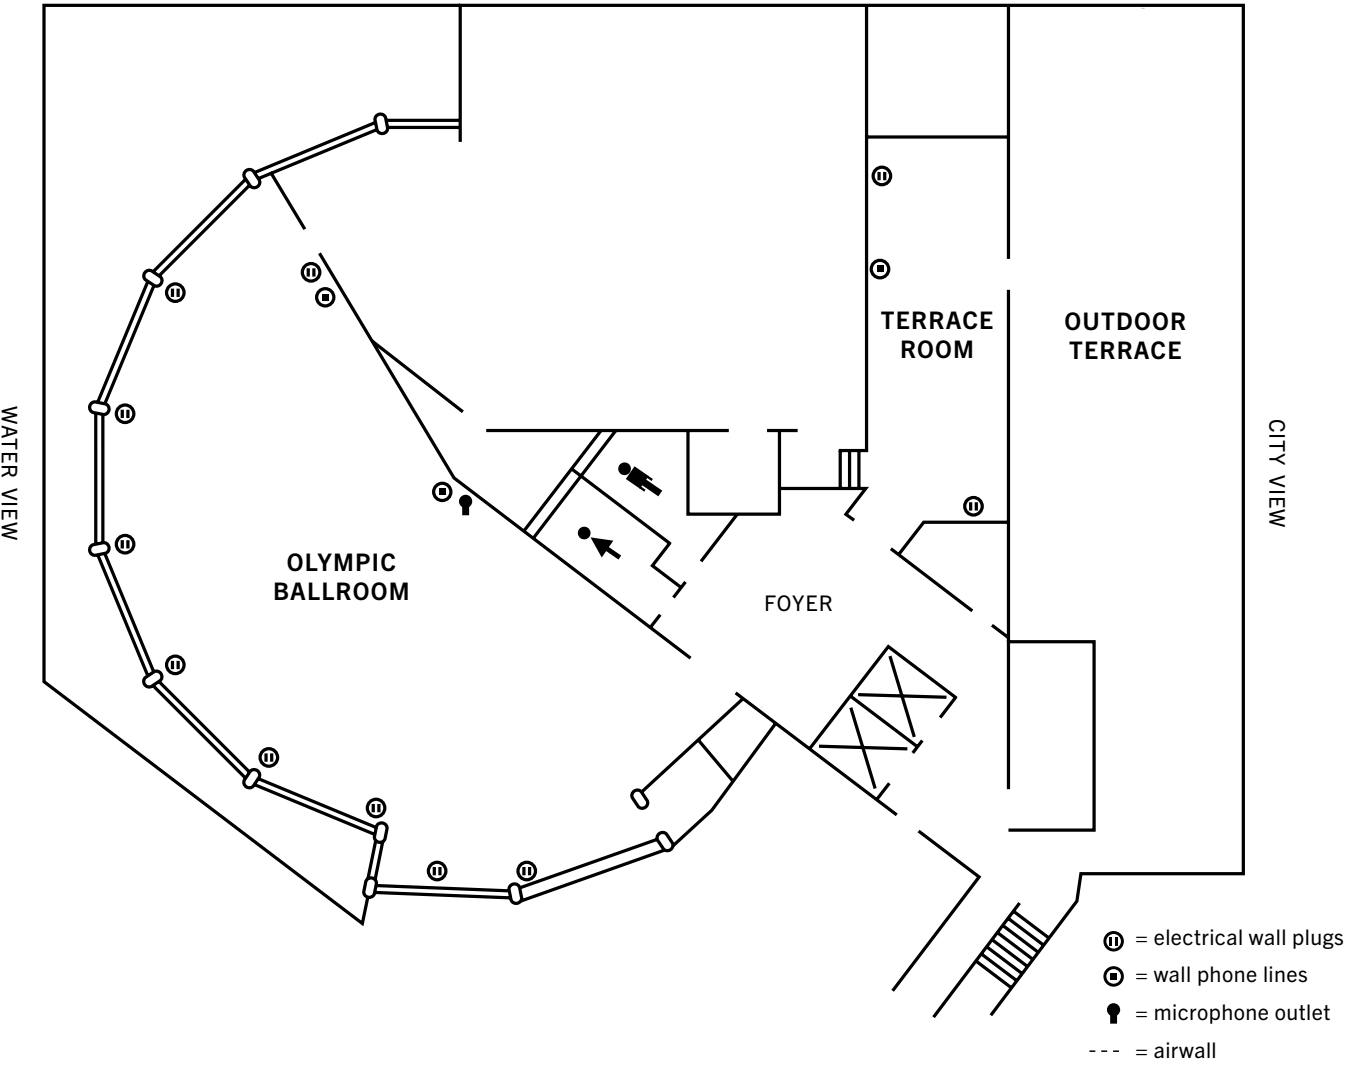 TERRACE
ROOM
OUTDOOR
TERRACE
WATER VIEW
CITY VIEW
OLYMPIC
BALLROOM
FOYER
= electrical wall plugs
= wall phone lines
= microphone outlet
--- = airwall